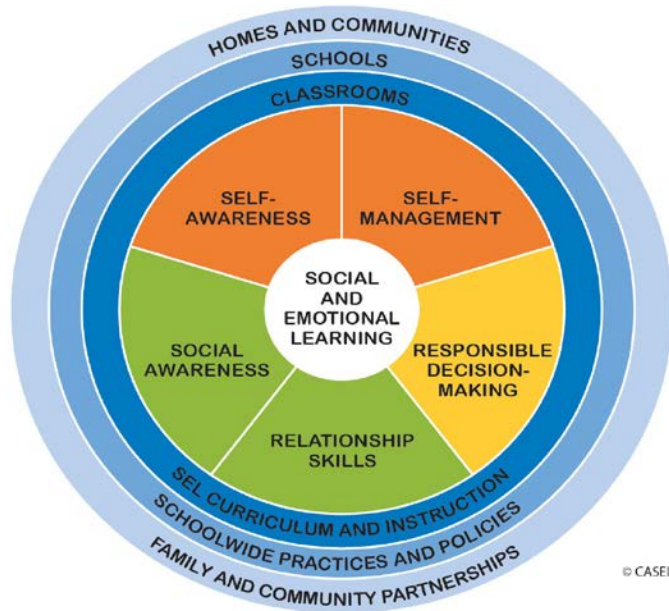 HOMES AND COMMUNITIES
SCHOOLS
CLASSROOMS
SELF-
AWARENESS
SELF-
MANAGEMENT
SOCIAL
AND
EMOTIONAL
LEARNING
SOCIAL
AWARENESS
RESPONSIBLE
DECISION-
MAKING
RELATIONSHIP
SKILLS
SEL CURRICULUM AND INSTRUCTION
SCHOOLWIDE PRACTICES AND POLICIES
FAMILY AND COMMUNITY PARTNERSHIPS
© CASEL